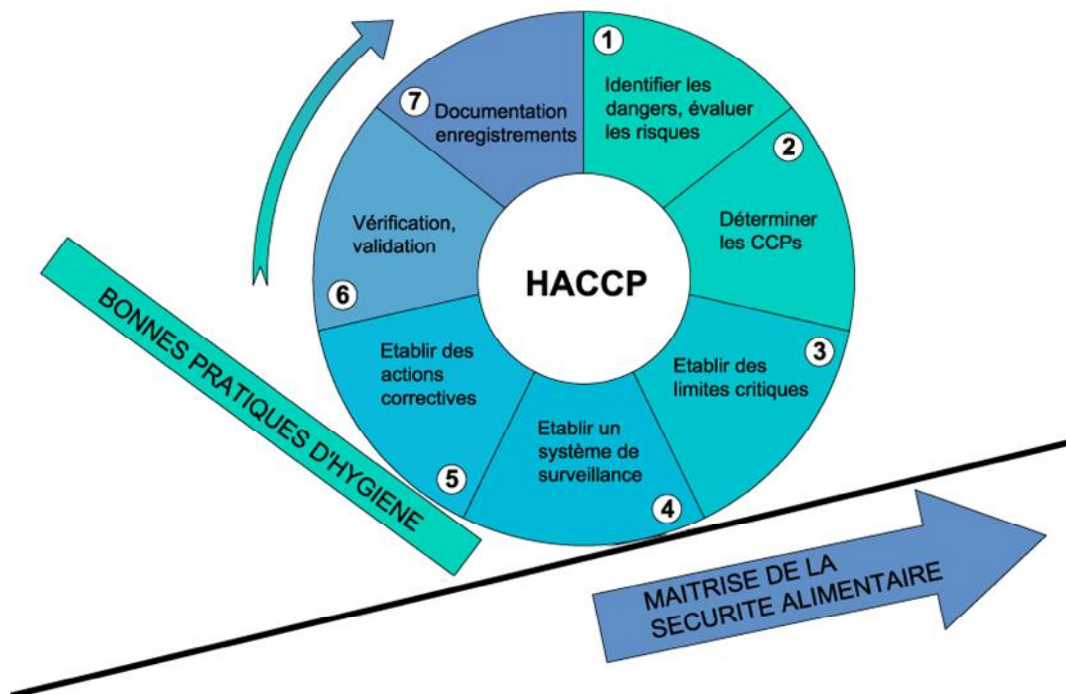 1
Identifier les
dangers, évaluer
les risques
2
Déterminer
les CCPs
3
Etablir des
limites critiques
4
Etablir un
système de
surveillance
5
Etablir des
actions
correctives
6
Vérification,
validation
7
Documentation
enregistrements
HACCP
BONNES PRATIQUES D'HYGIENE
MAITRISE DE LA
SECURITE ALIMENTAIRE